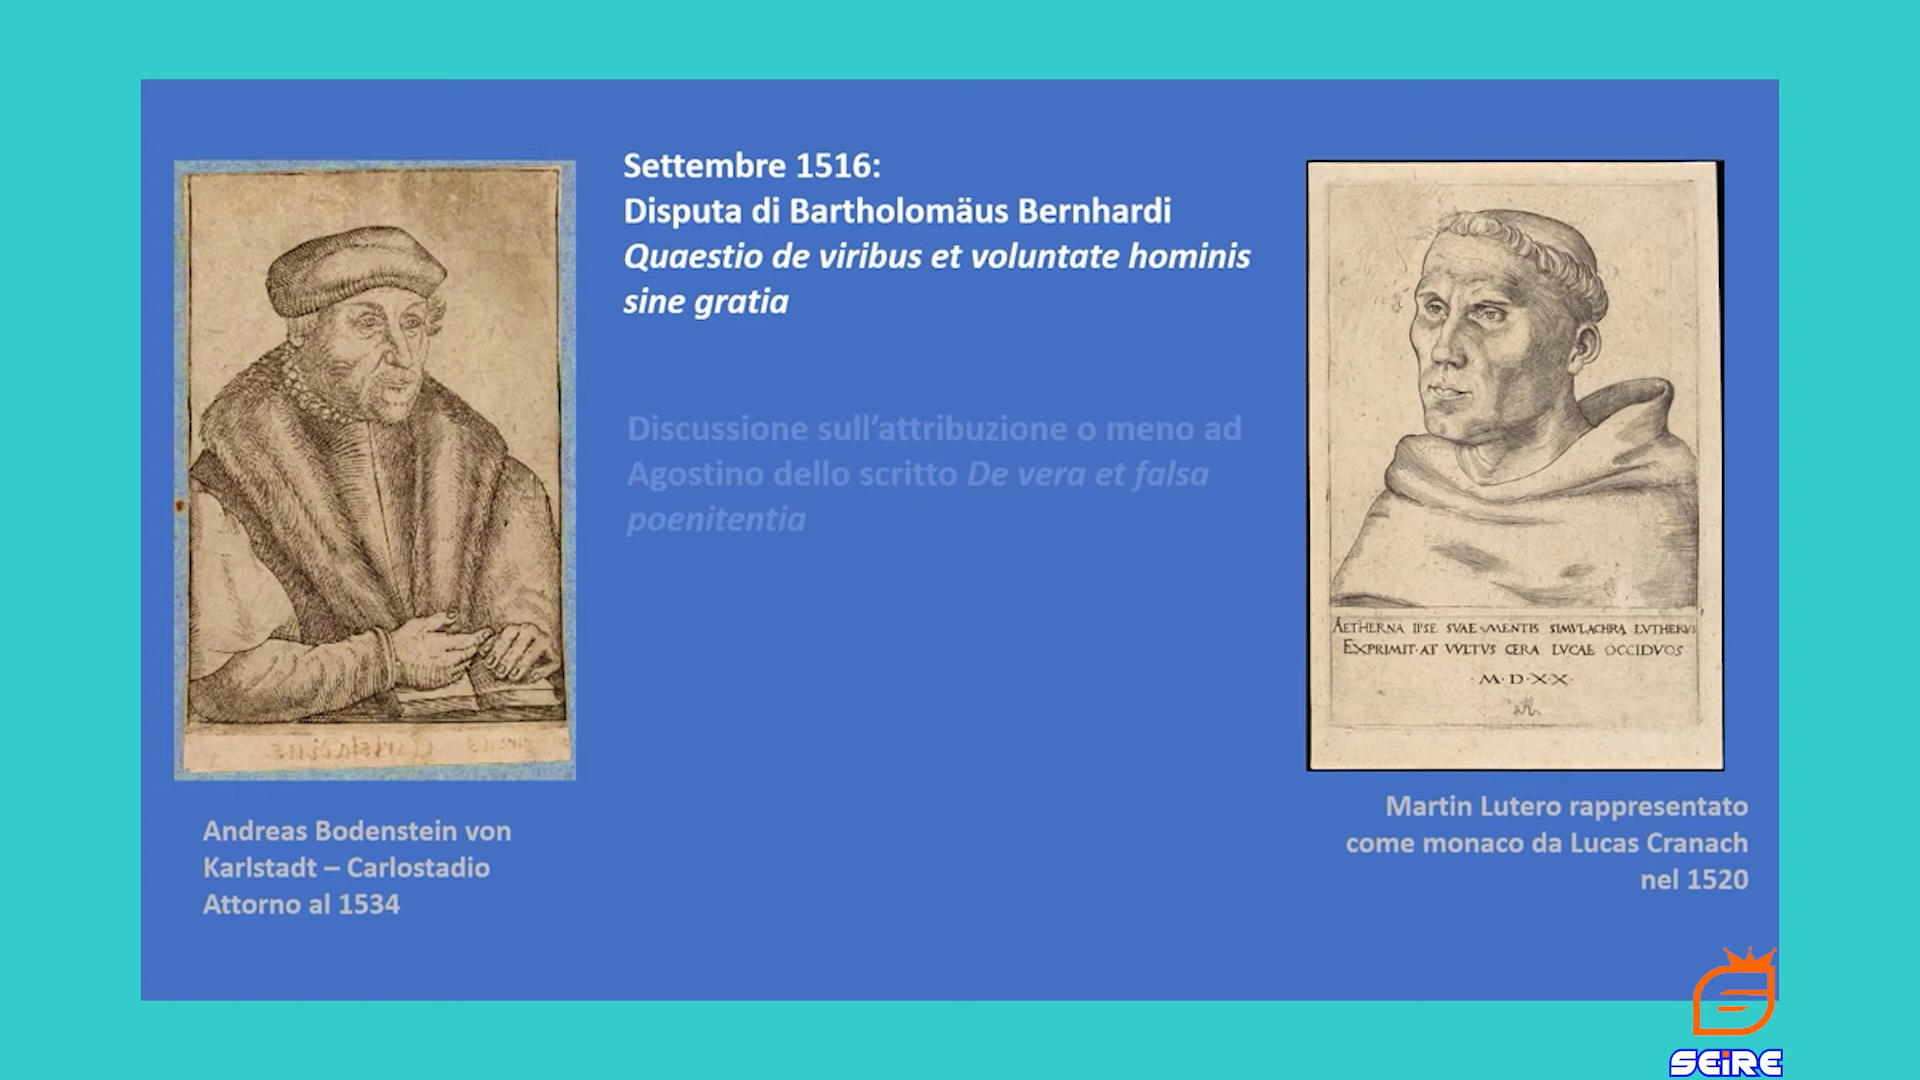 Settembre 1516:
Disputa di Bartholomäus Bernhardi
Quaestio de viribus et voluntate hominis
sine gratia
Discussione sull'attribuzione o meno ad
Agostino dello scritto De vera et falsa
poenitentia
Carlstadius
Andreas Bodenstein von
Karlstadt – Carlostadio
Attorno al 1534
AETHERNA IPSE SVAE MENTIS SIMVLACHRA LVTHERVS
EXPRIMIT·AT VVLTVS CERA LVCAE OCCIDVOS
·M·D·X·X·
Martin Lutero rappresentato
come monaco da Lucas Cranach
nel 1520
SEIRE